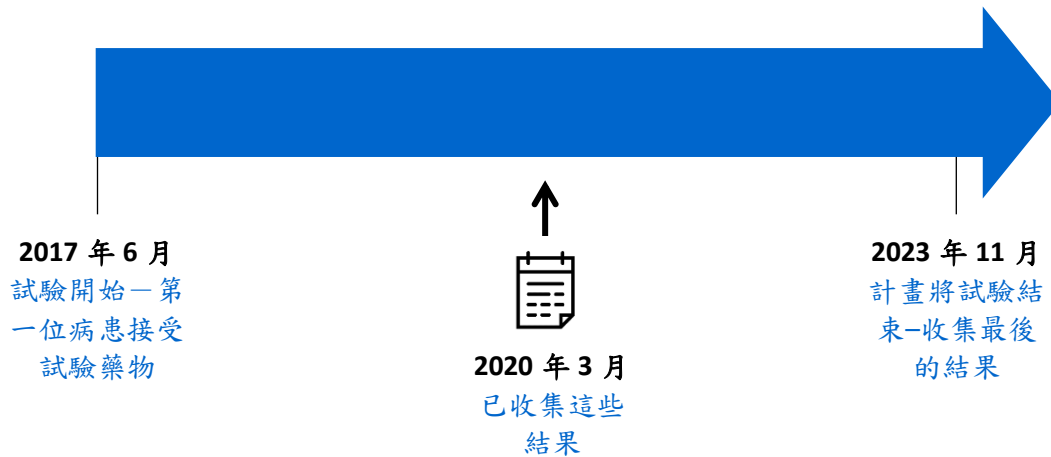 2017 年 6 月
試驗開始－第
一位病患接受
試驗藥物
2020 年 3 月
已收集這些
結果
2023 年 11 月
計畫將試驗結
束–收集最後
的結果